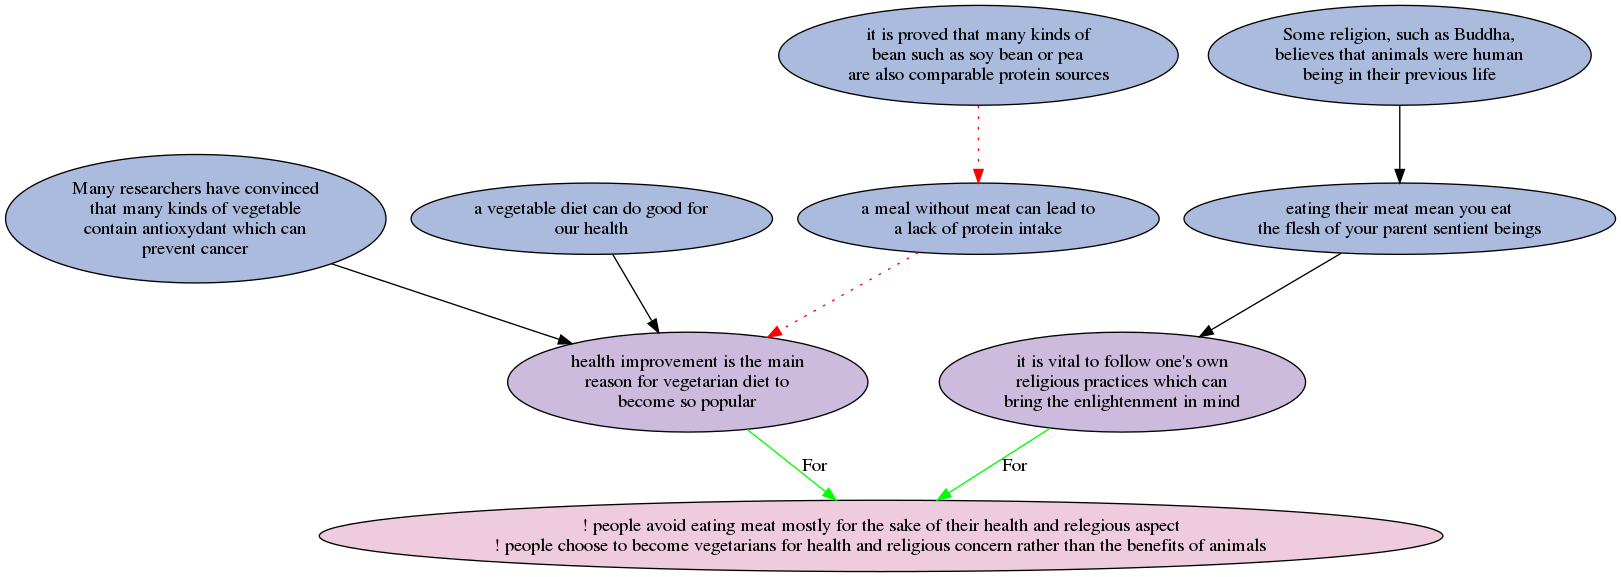 it is proved that many kinds of
bean such as soy bean or pea
are also comparable protein sources
Some religion, such as Buddha,
believes that animals were human
being in their previous life
Many researchers have convinced
that many kinds of vegetable
contain antioxydant which can
prevent cancer
a vegetable diet can do good for
our health
a meal without meat can lead to
a lack of protein intake
eating their meat mean you eat
the flesh of your parent sentient beings
health improvement is the main
reason for vegetarian diet to
become so popular
it is vital to follow one's own
religious practices which can
bring the enlightenment in mind
For
For
! people avoid eating meat mostly for the sake of their health and relegious aspect
! people choose to become vegetarians for health and religious concern rather than the benefits of animals